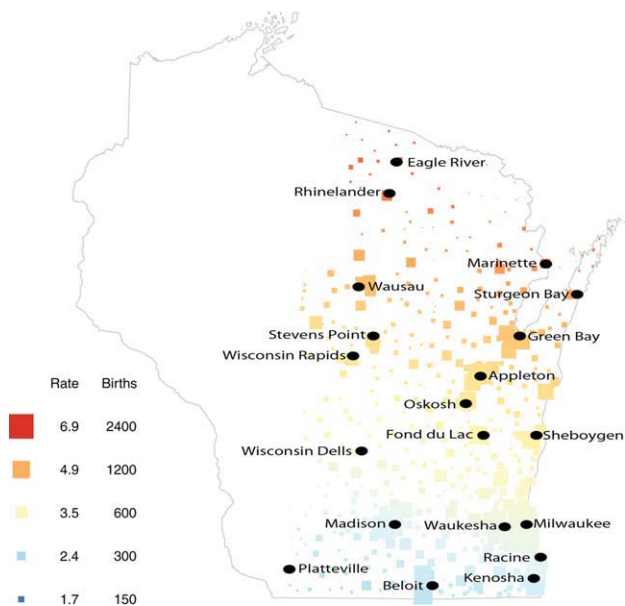 Eagle River
Rhinelander
Marinette
Wausau
Sturgeon Bay
Stevens Point
Green Bay
Wisconsin Rapids
Appleton
Rate Births
Oskosh
6.9 2400
Fond du Lac
Sheboygen
Wisconsin Dells
4.9 1200
3.5 600
Madison
Waukesha
Milwaukee
2.4 300
Racine
Platteville
Kenosha
Beloit
1.7 150